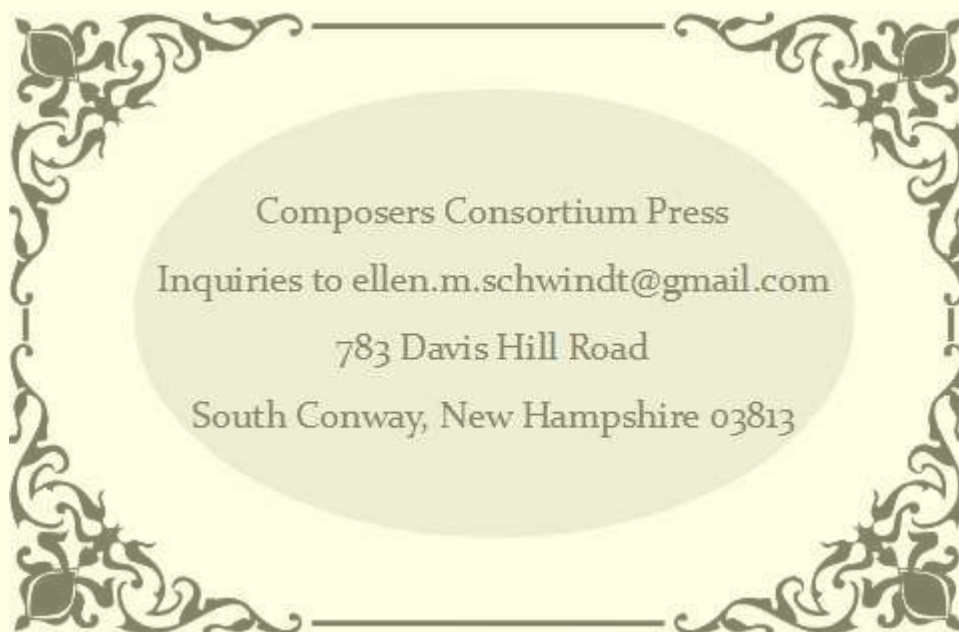 Composers Consortium Press
Inquiries to ellen.m.schwindt@gmail.com
783 Davis Hill Road
South Conway, New Hampshire 03813